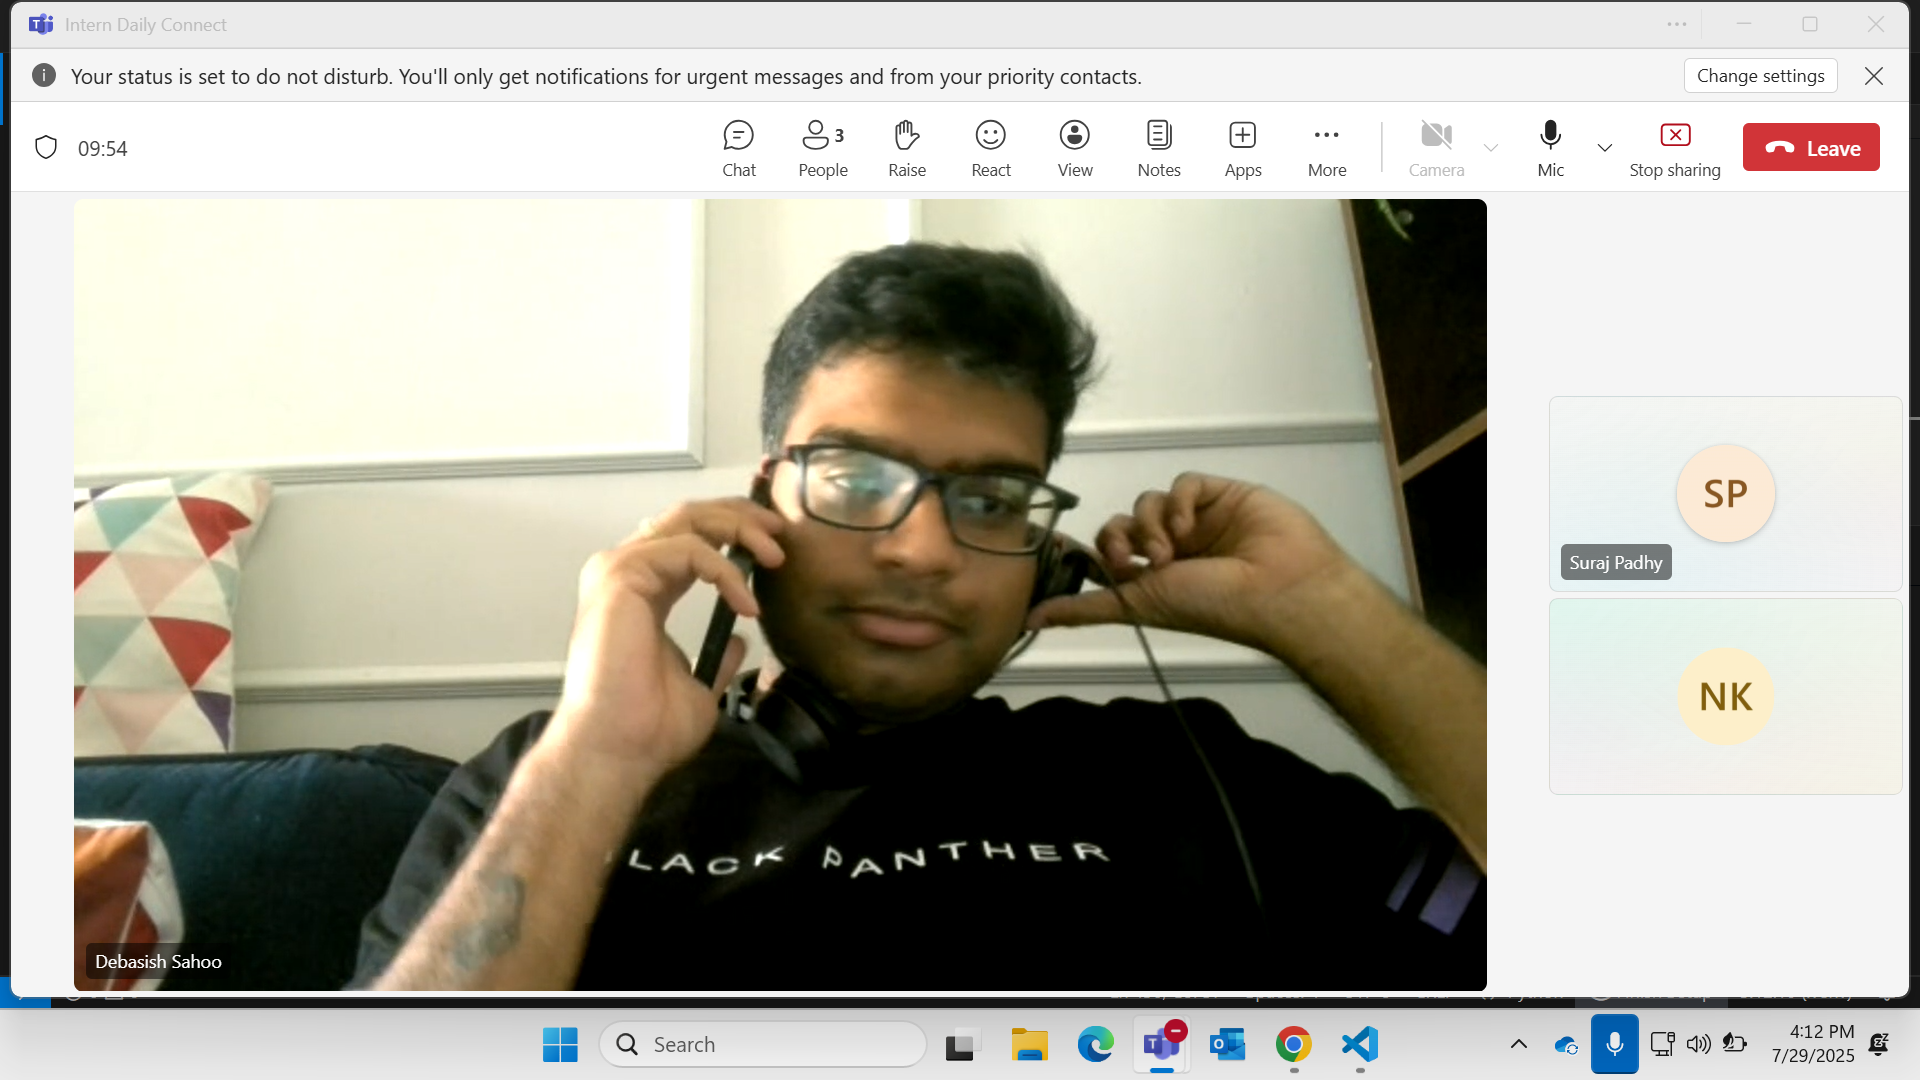 Intern Daily Connect
Your status is set to do not disturb. You'll only get notifications for urgent messages and from your priority contacts.
Change settings
09:54
Chat
People
3
Raise
React
View
Notes
Apps
More
Camera
Mic
Stop sharing
Leave
LACK PANTHER
Debasish Sahoo
SP
Suraj Padhy
NK
Search
4:12 PM
7/29/2025